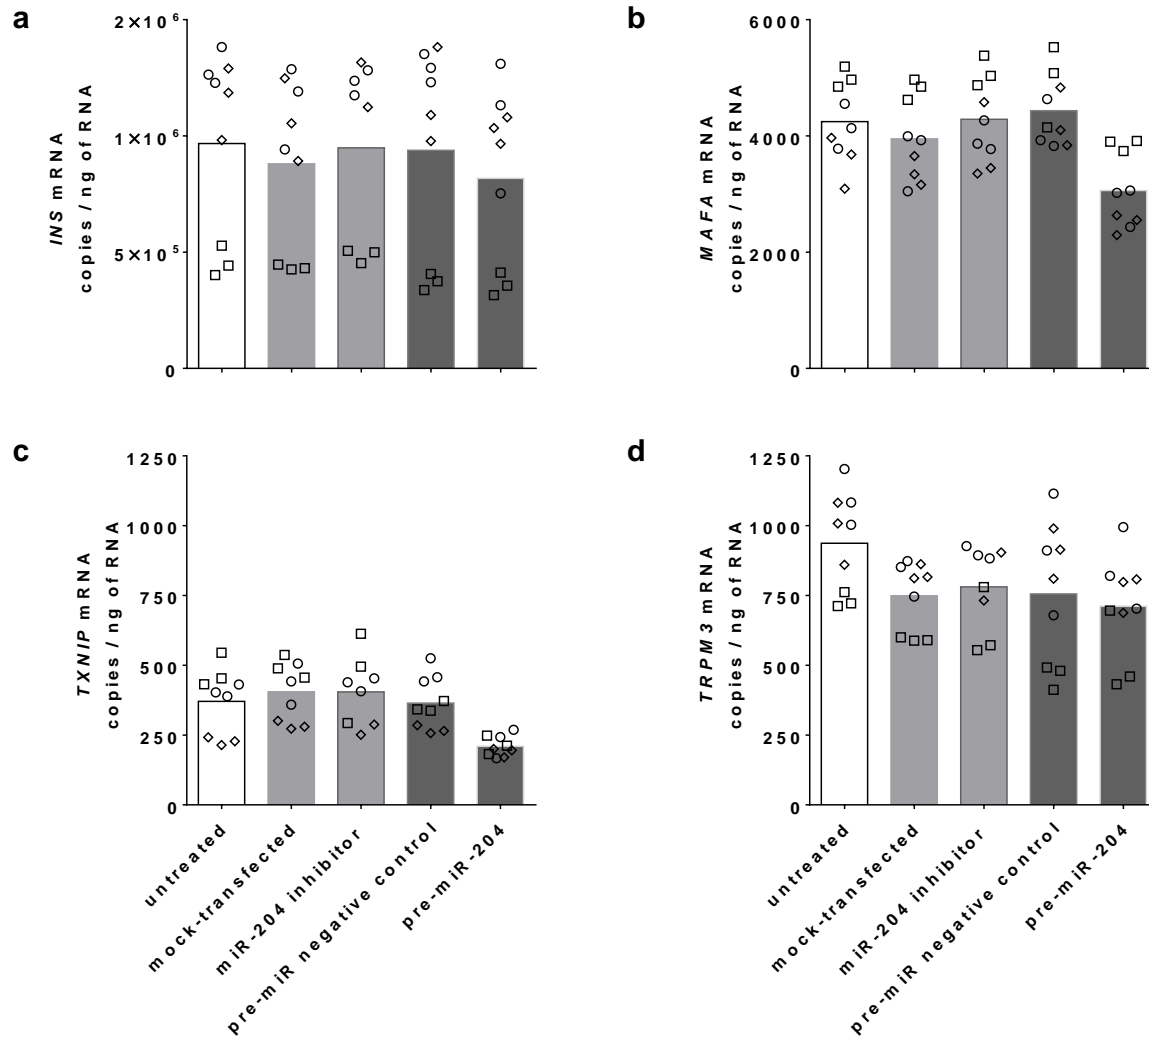 a
2×10⁶
1×10⁶
5×10⁵
0
INS mRNA
copies / ng of RNA
b
6000
4000
2000
0
MAFA mRNA
copies / ng of RNA
c
1250
1000
750
500
250
0
TXNIP mRNA
copies / ng of RNA
untreated
mock-transfected
miR-204 inhibitor
pre-miR negative control
pre-miR-204
d
1250
1000
750
500
250
0
TRPM3 mRNA
copies / ng of RNA
untreated
mock-transfected
miR-204 inhibitor
pre-miR negative control
pre-miR-204